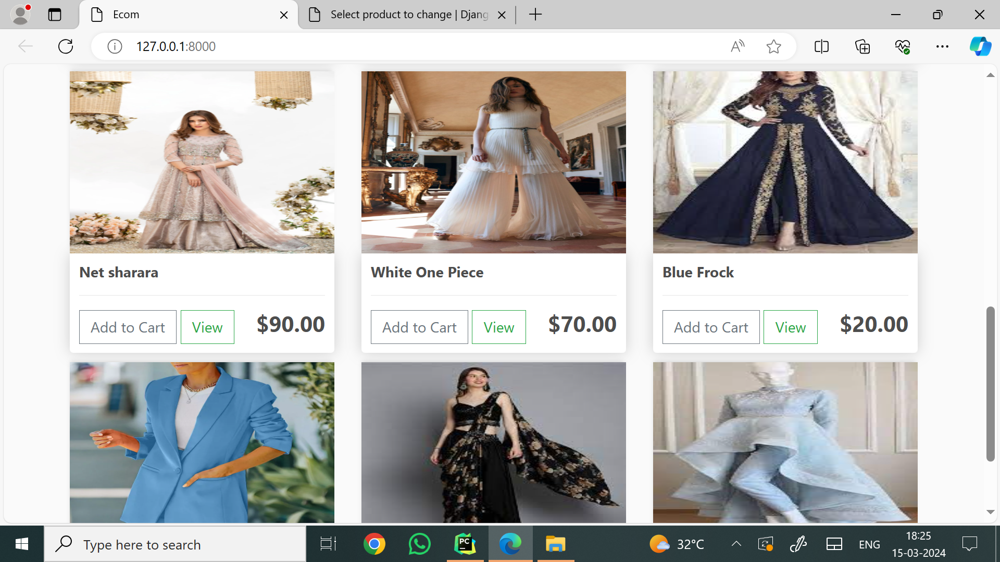 Ecom
Select product to change | Djang
127.0.0.1:8000
Net sharara
White One Piece
Blue Frock
Add to Cart View $90.00
Add to Cart View $70.00
Add to Cart View $20.00
Type here to search
PC
32°C
ENG
18:25
15-03-2024